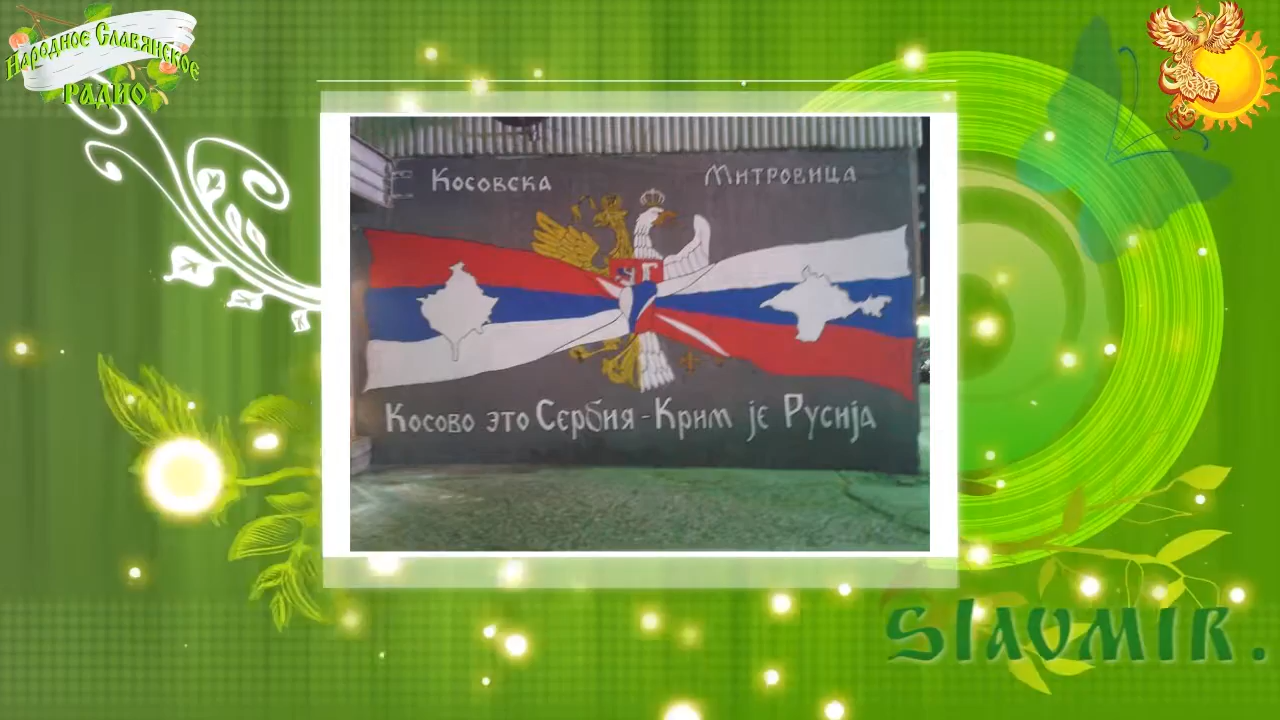 Народное Славянское
РАДИО
Косовска Митровица
Косово это Сербия - Крим је Русија
Slavmir.